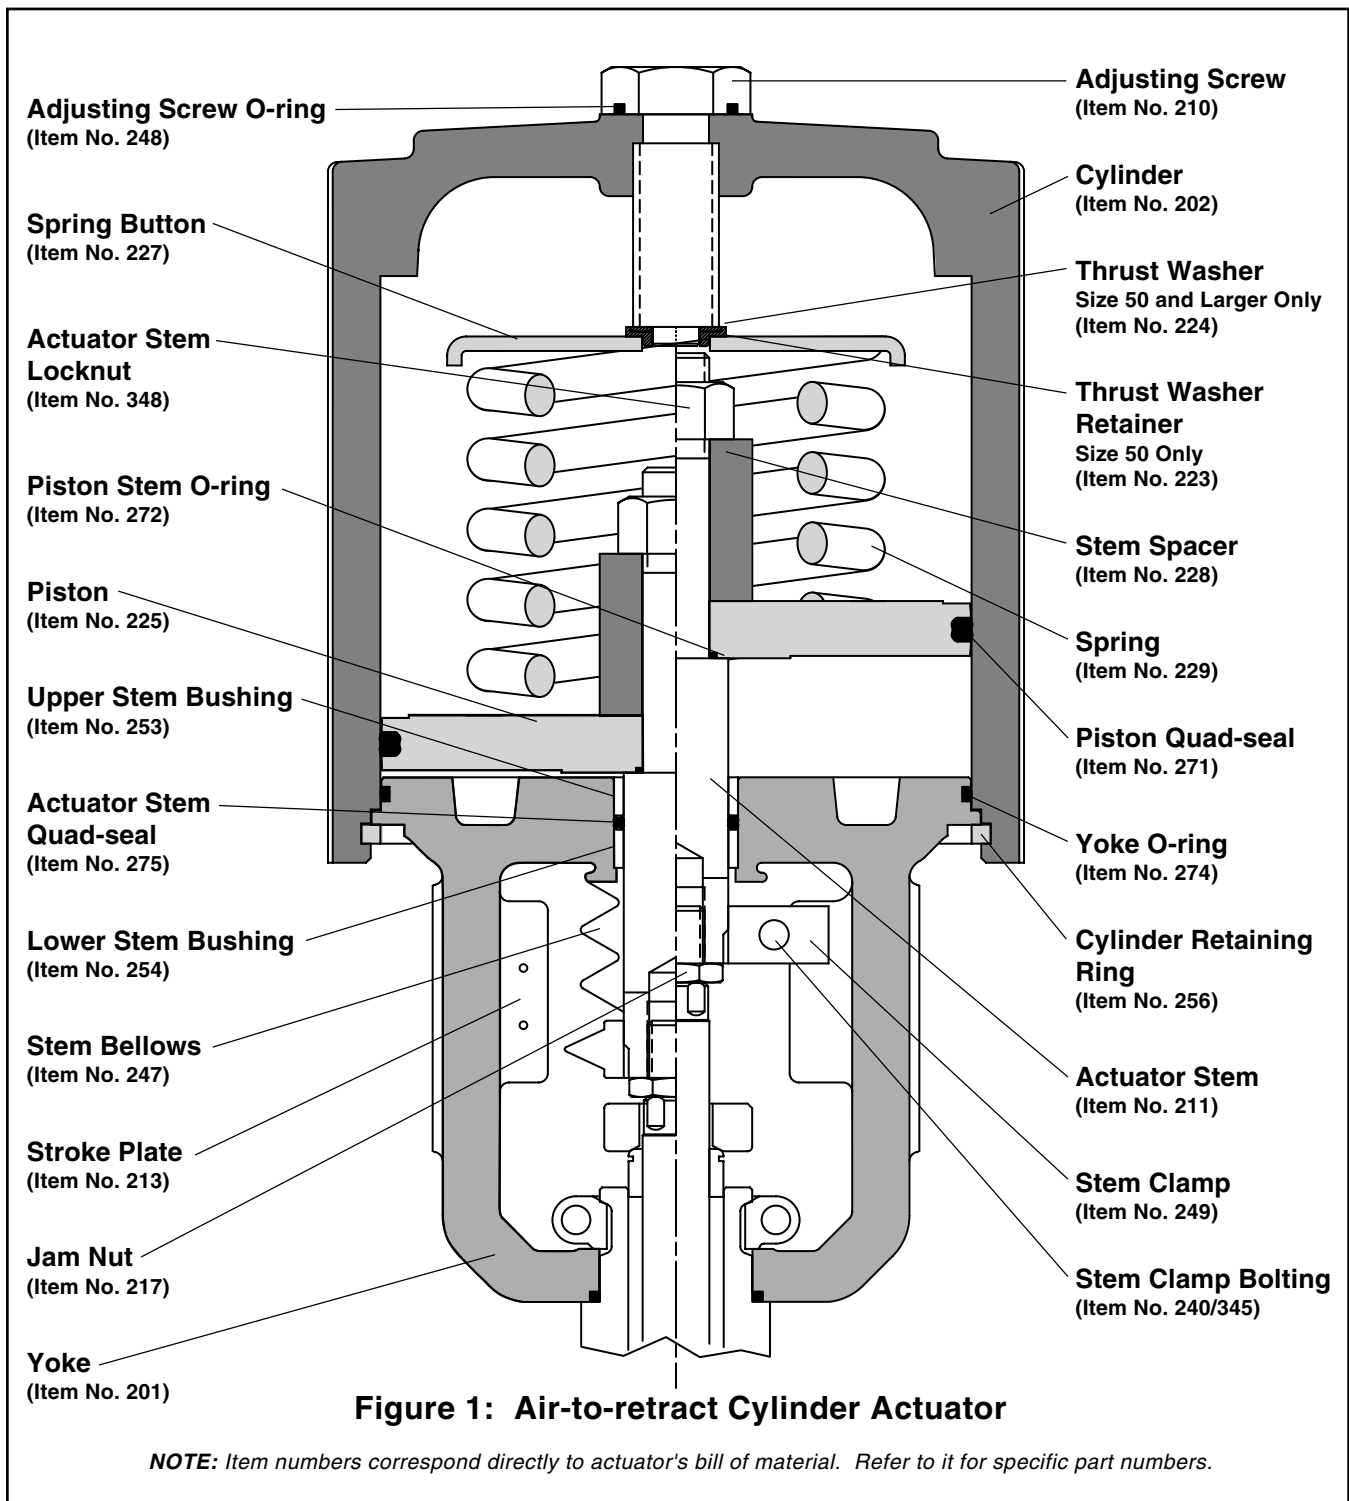 Adjusting Screw O-ring
(Item No. 248)
Spring Button
(Item No. 227)
Actuator Stem
Locknut
(Item No. 348)
Piston Stem O-ring
(Item No. 272)
Piston
(Item No. 225)
Upper Stem Bushing
(Item No. 253)
Actuator Stem
Quad-seal
(Item No. 275)
Lower Stem Bushing
(Item No. 254)
Stem Bellows
(Item No. 247)
Stroke Plate
(Item No. 213)
Jam Nut
(Item No. 217)
Yoke
(Item No. 201)
Adjusting Screw
(Item No. 210)
Cylinder
(Item No. 202)
Thrust Washer
Size 50 and Larger Only
(Item No. 224)
Thrust Washer
Retainer
Size 50 Only
(Item No. 223)
Stem Spacer
(Item No. 228)
Spring
(Item No. 229)
Piston Quad-seal
(Item No. 271)
Yoke O-ring
(Item No. 274)
Cylinder Retaining
Ring
(Item No. 256)
Actuator Stem
(Item No. 211)
Stem Clamp
(Item No. 249)
Stem Clamp Bolting
(Item No. 240/345)
Figure 1: Air-to-retract Cylinder Actuator
NOTE: Item numbers correspond directly to actuator's bill of material. Refer to it for specific part numbers.